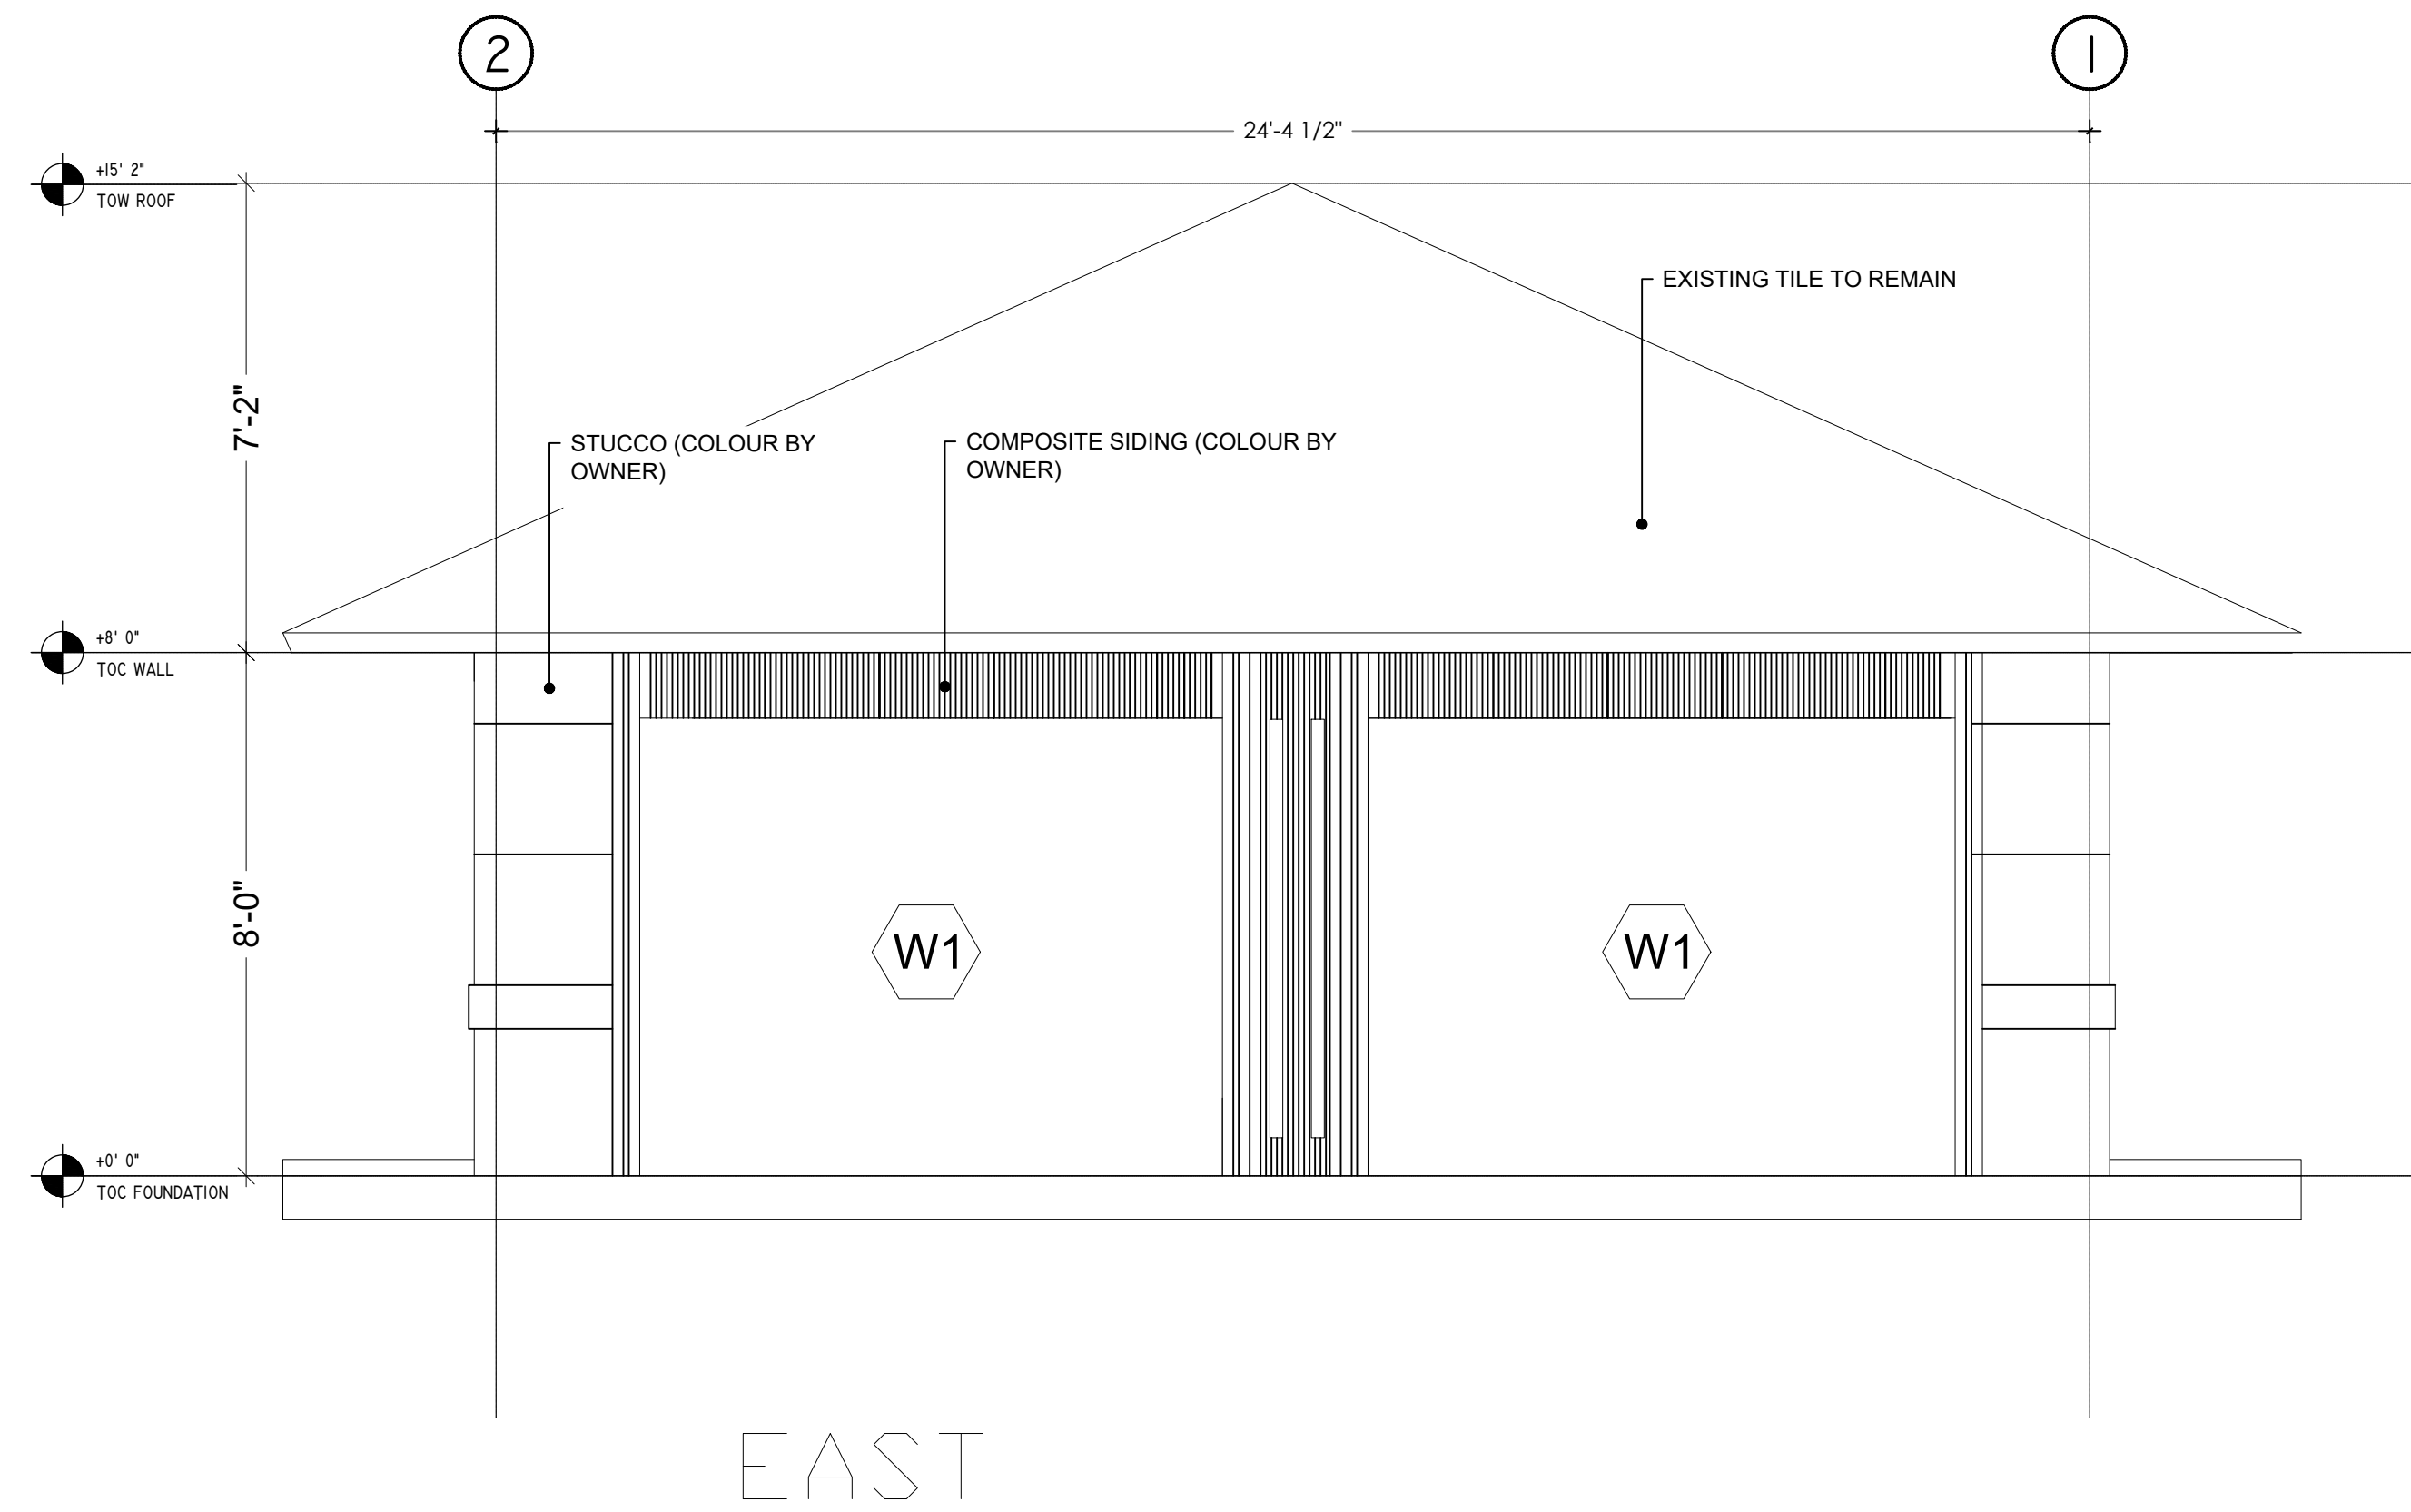 2
1
24'-4 1/2"
+15' 2"
TOW ROOF
EXISTING TILE TO REMAIN
7'-2"
STUCCO (COLOUR BY
OWNER)
COMPOSITE SIDING (COLOUR BY
OWNER)
+8' 0"
TOC WALL
8'-0"
W1
W1
+0' 0"
TOC FOUNDATION
EAST